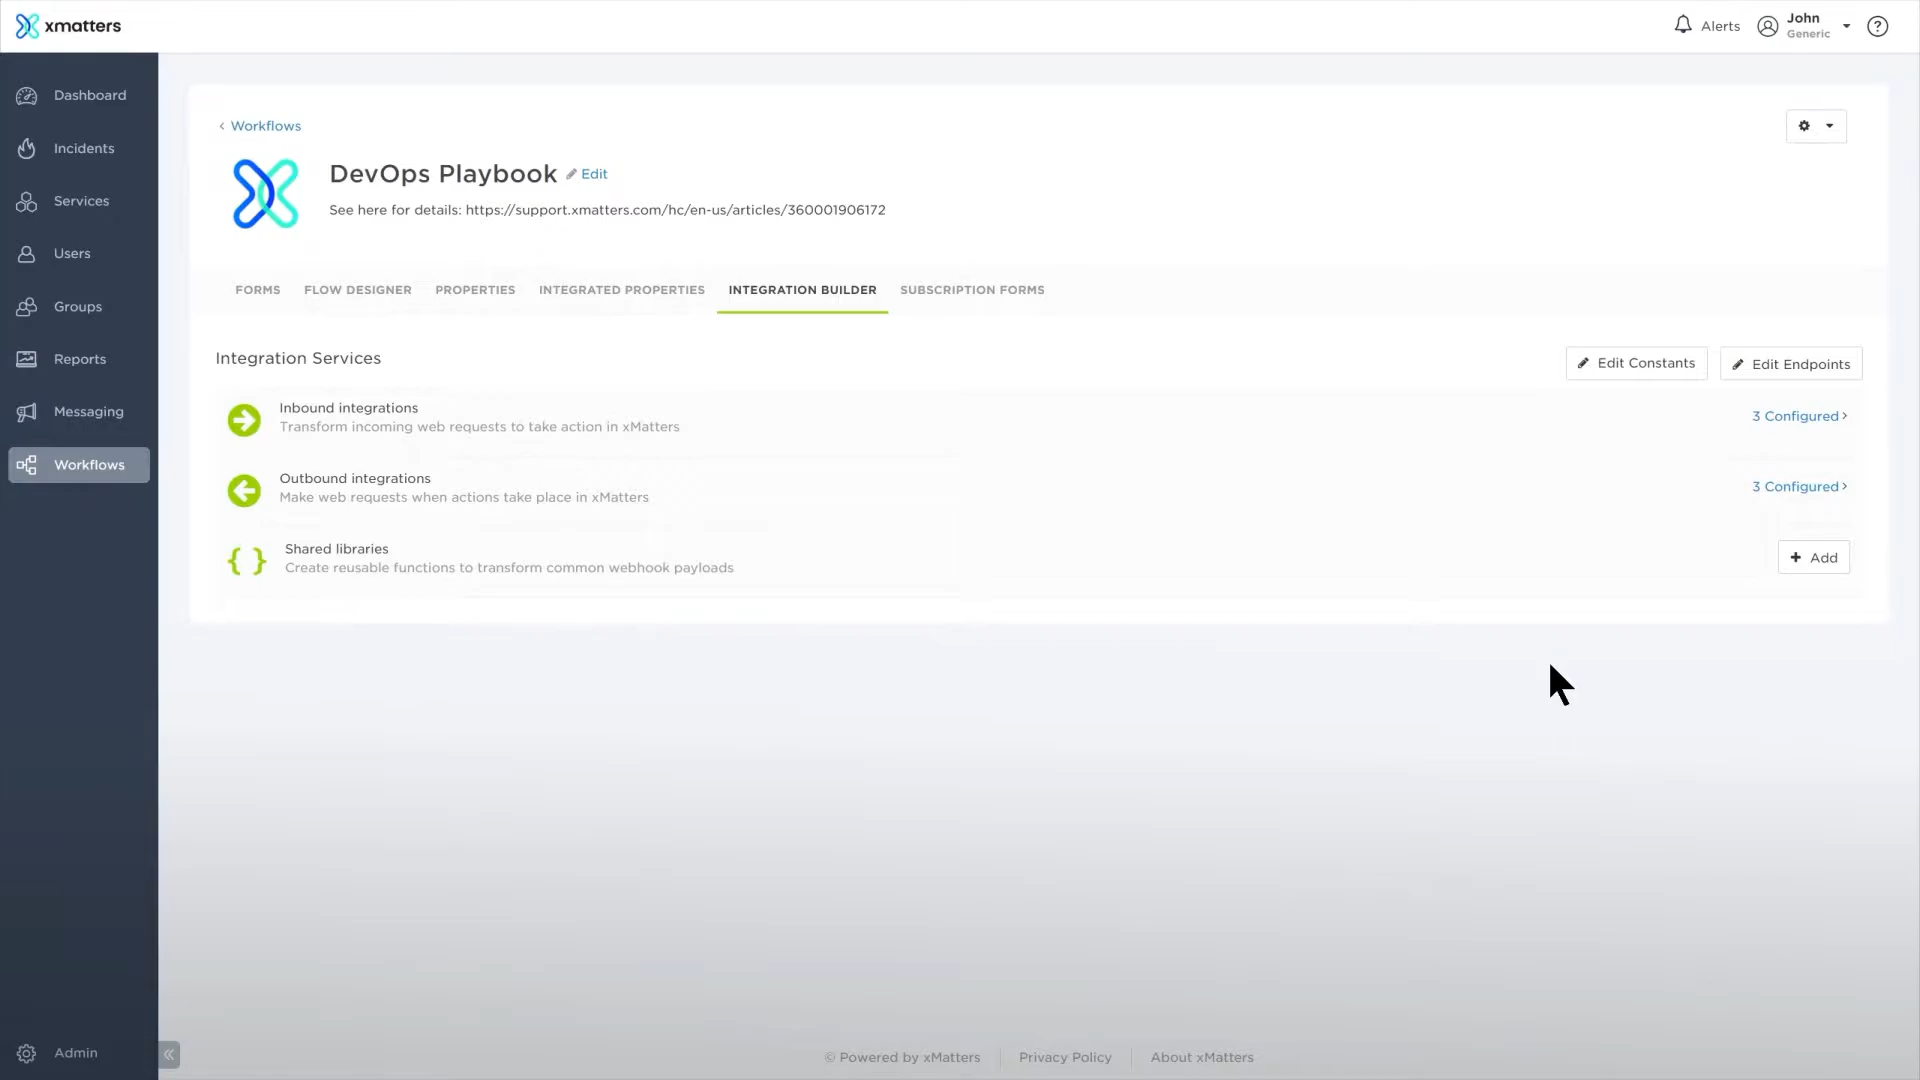 xmatters
Alerts
John
Generic
Dashboard
Incidents
Services
Users
Groups
Reports
Messaging
Workflows
Admin
Workflows
DevOps Playbook
Edit
See here for details: https://support.xmatters.com/hc/en-us/articles/360001906172
FORMS FLOW DESIGNER PROPERTIES INTEGRATED PROPERTIES INTEGRATION BUILDER SUBSCRIPTION FORMS
Integration Services
Edit Constants
Edit Endpoints
Inbound integrations
Transform incoming web requests to take action in xMatters
3 Configured
Outbound integrations
Make web requests when actions take place in xMatters
3 Configured
Shared libraries
Create reusable functions to transform common webhook payloads
+ Add
© Powered by xMatters
Privacy Policy
About xMatters